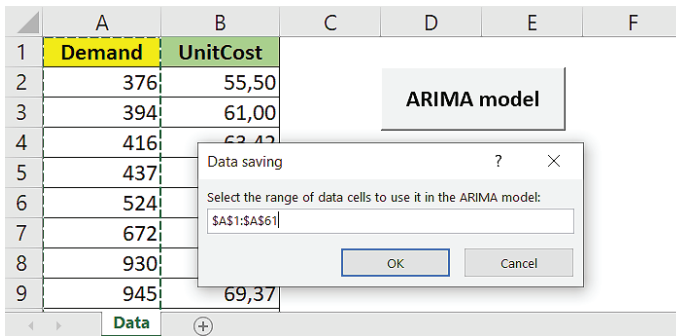 A B C D E F
1 Demand UnitCost
2 376 55,50
3 394 61,00
ARIMA model
4 416 63,42
5 437
6 524
7 672
8 930
9 945 69,37
Data saving ? ×
Select the range of data cells to use it in the ARIMA model:
$A$1:$A$61
OK Cancel
Data